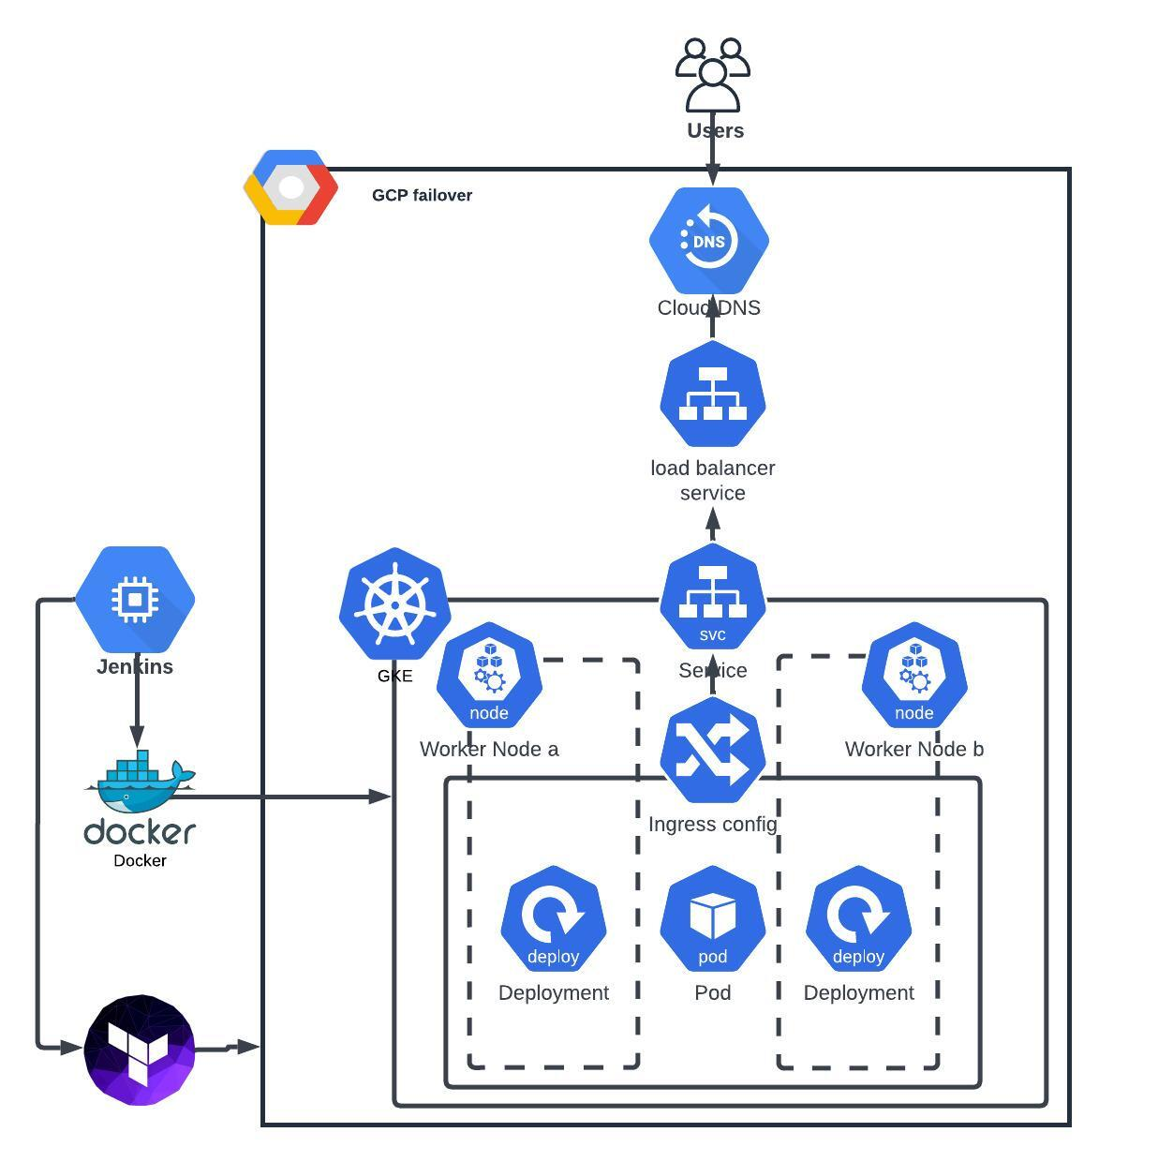 Users
GCP failover
DNS
Cloud DNS
load balancer
service
svc
Service
Jenkins
GKE
node
Worker Node a
node
Worker Node b
docker
Docker
Ingress config
deploy
Deployment
pod
Pod
deploy
Deployment